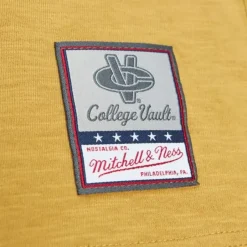 CV
College Vault
NOSTALGIA CO.
Mitchell & Ness
PHILADELPHIA, PA.